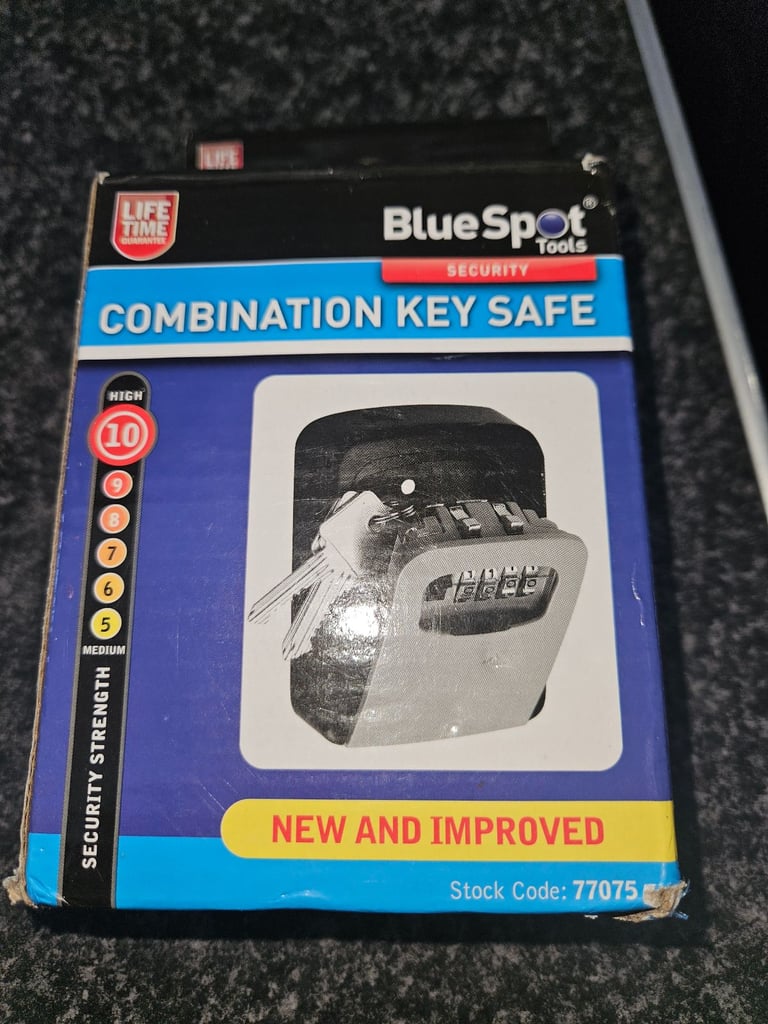 LIFE
LIFE
TIME
GUARANTEE
BlueSpot®
Tools
SECURITY
COMBINATION KEY SAFE
HIGH
10
9
8
7
6
5
MEDIUM
SECURITY STRENGTH
NEW AND IMPROVED
Stock Code: 77075